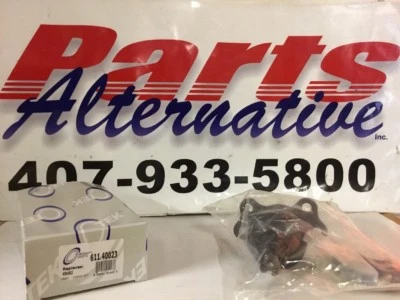 Parts
Alternative
inc.
407-933-5800
611.40023